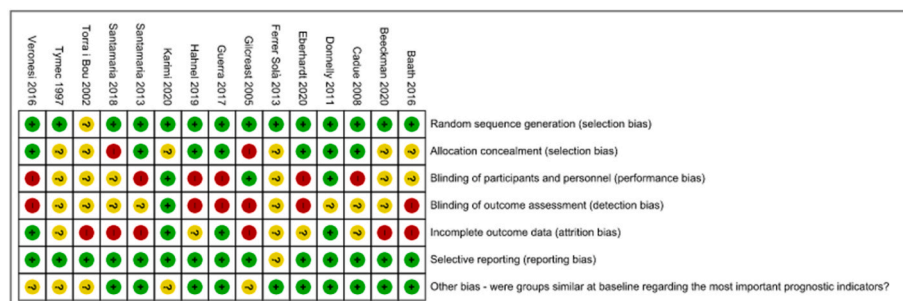 Veronesi 2016
Tymec 1997
Torra i Bou 2002
Santamaria 2018
Santamaria 2013
Karimi 2020
Hahnel 2019
Guerra 2017
Gilcreast 2005
Ferrer Solà 2013
Eberhardt 2020
Donnelly 2011
Cadue 2008
Beeckman 2020
Baath 2016
+ + ? + + + + + + + + + + + + Random sequence generation (selection bias)
+ ? ? - + ? + + - ? + + + ? ? Allocation concealment (selection bias)
- ? ? ? - + - - + ? - + - ? ? Blinding of participants and personnel (performance bias)
- ? ? ? ? + - - - ? - ? ? ? - Blinding of outcome assessment (detection bias)
+ ? - - - + ? + - ? ? + ? - - Incomplete outcome data (attrition bias)
+ + + + + + + + + ? + + + + + Selective reporting (reporting bias)
? ? ? + + ? + + ? + + + + + + Other bias - were groups similar at baseline regarding the most important prognostic indicators?